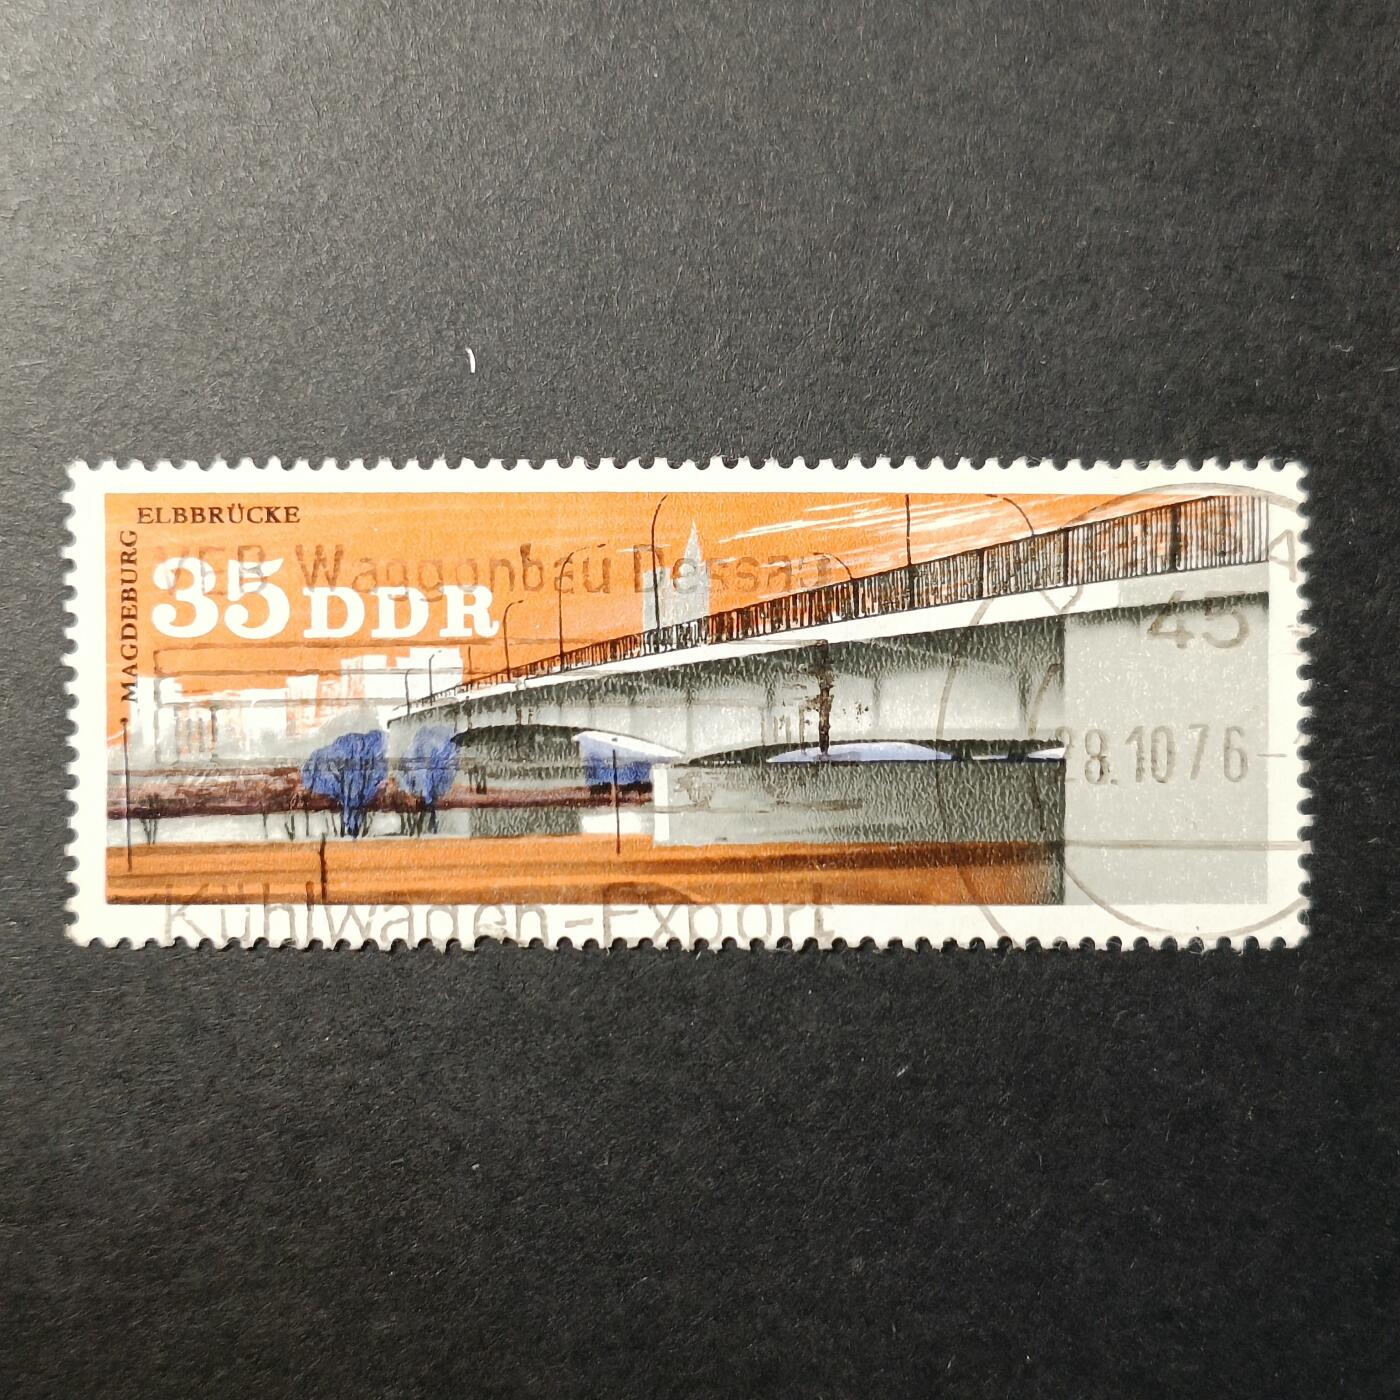 ELBBRÜCKE
MAGDEBURG
35 DDR
VEB Waggonbau Dessau
45
28.10 76-
Kühlwagen-Export